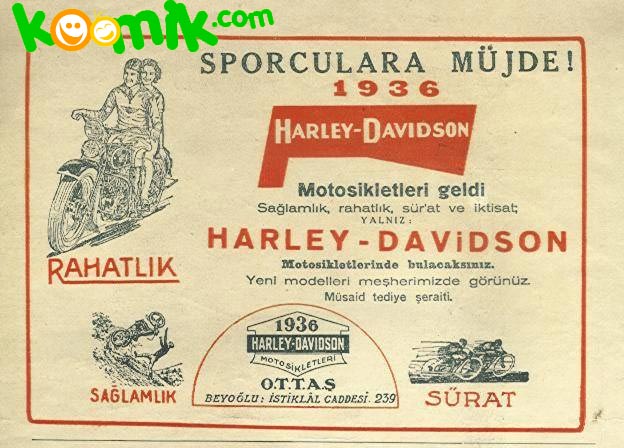 koomik.com
SPORCULARA MÜJDE!
1936
HARLEY-DAVIDSON
Motosikletleri geldi
Sağlamlık, rahatlık, sür'at ve iktisat;
YALNIZ:
HARLEY-DAVİDSON
Motosikletlerinde bulacaksınız.
Yeni modelleri meşherimizde görünüz.
Müsaid tediye şeraiti.
RAHATLIK
SAĞLAMLIK
1936
HARLEY-DAVIDSON
MOTOSİKLETLERİ
O.T.T.A.Ş
BEYOĞLU: İSTİKLÂL CADDESİ. 239
SÜRAT